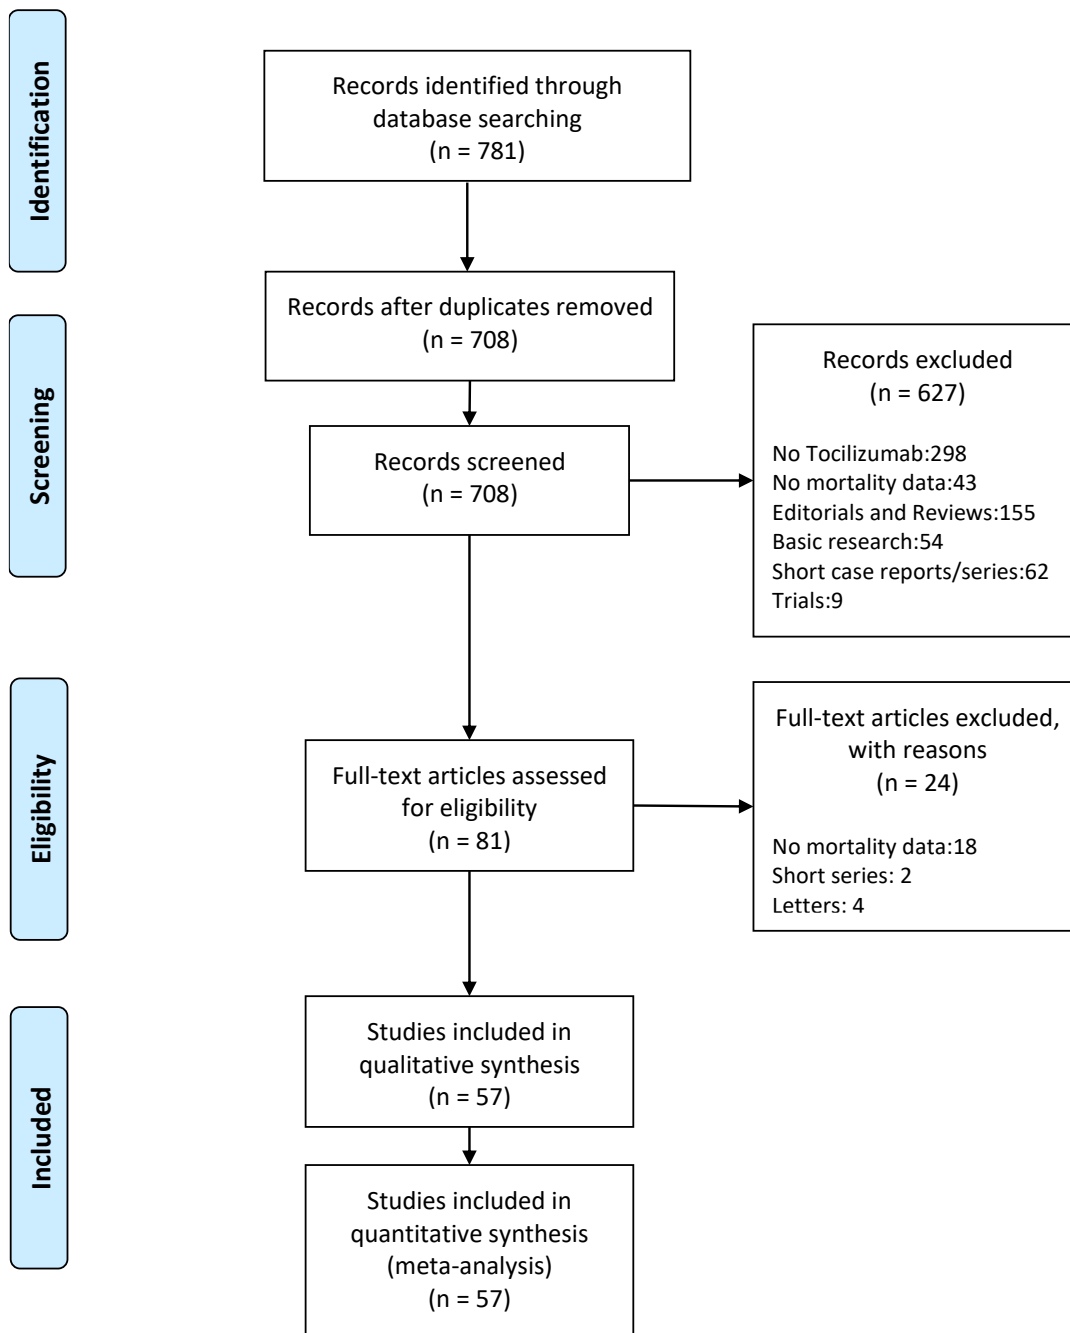 Identification
Records identified through
database searching
(n = 781)
Records after duplicates removed
(n = 708)
Screening
Records screened
(n = 708)
Records excluded
(n = 627)
No Tocilizumab:298
No mortality data:43
Editorials and Reviews:155
Basic research:54
Short case reports/series:62
Trials:9
Eligibility
Full-text articles assessed
for eligibility
(n = 81)
Full-text articles excluded,
with reasons
(n = 24)
No mortality data:18
Short series: 2
Letters: 4
Included
Studies included in
qualitative synthesis
(n = 57)
Studies included in
quantitative synthesis
(meta-analysis)
(n = 57)